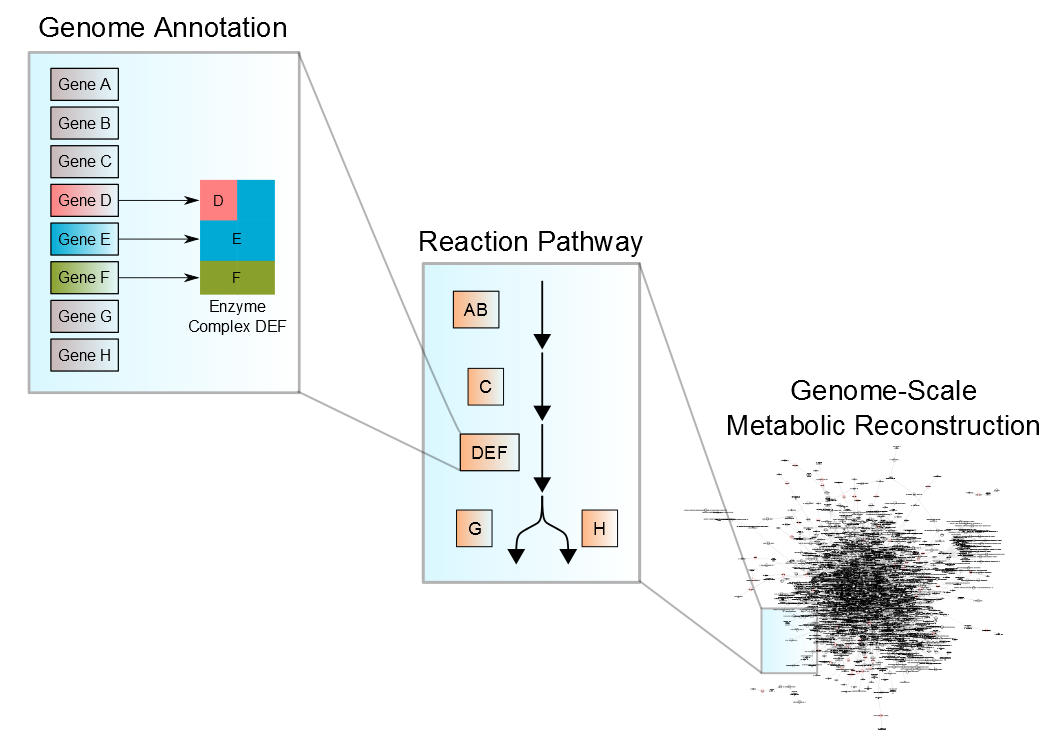 Genome Annotation
Gene A
Gene B
Gene C
Gene D
Gene E
Gene F
Gene G
Gene H
D
E
F
Enzyme
Complex DEF
Reaction Pathway
AB
C
DEF
G
H
Genome-Scale
Metabolic Reconstruction